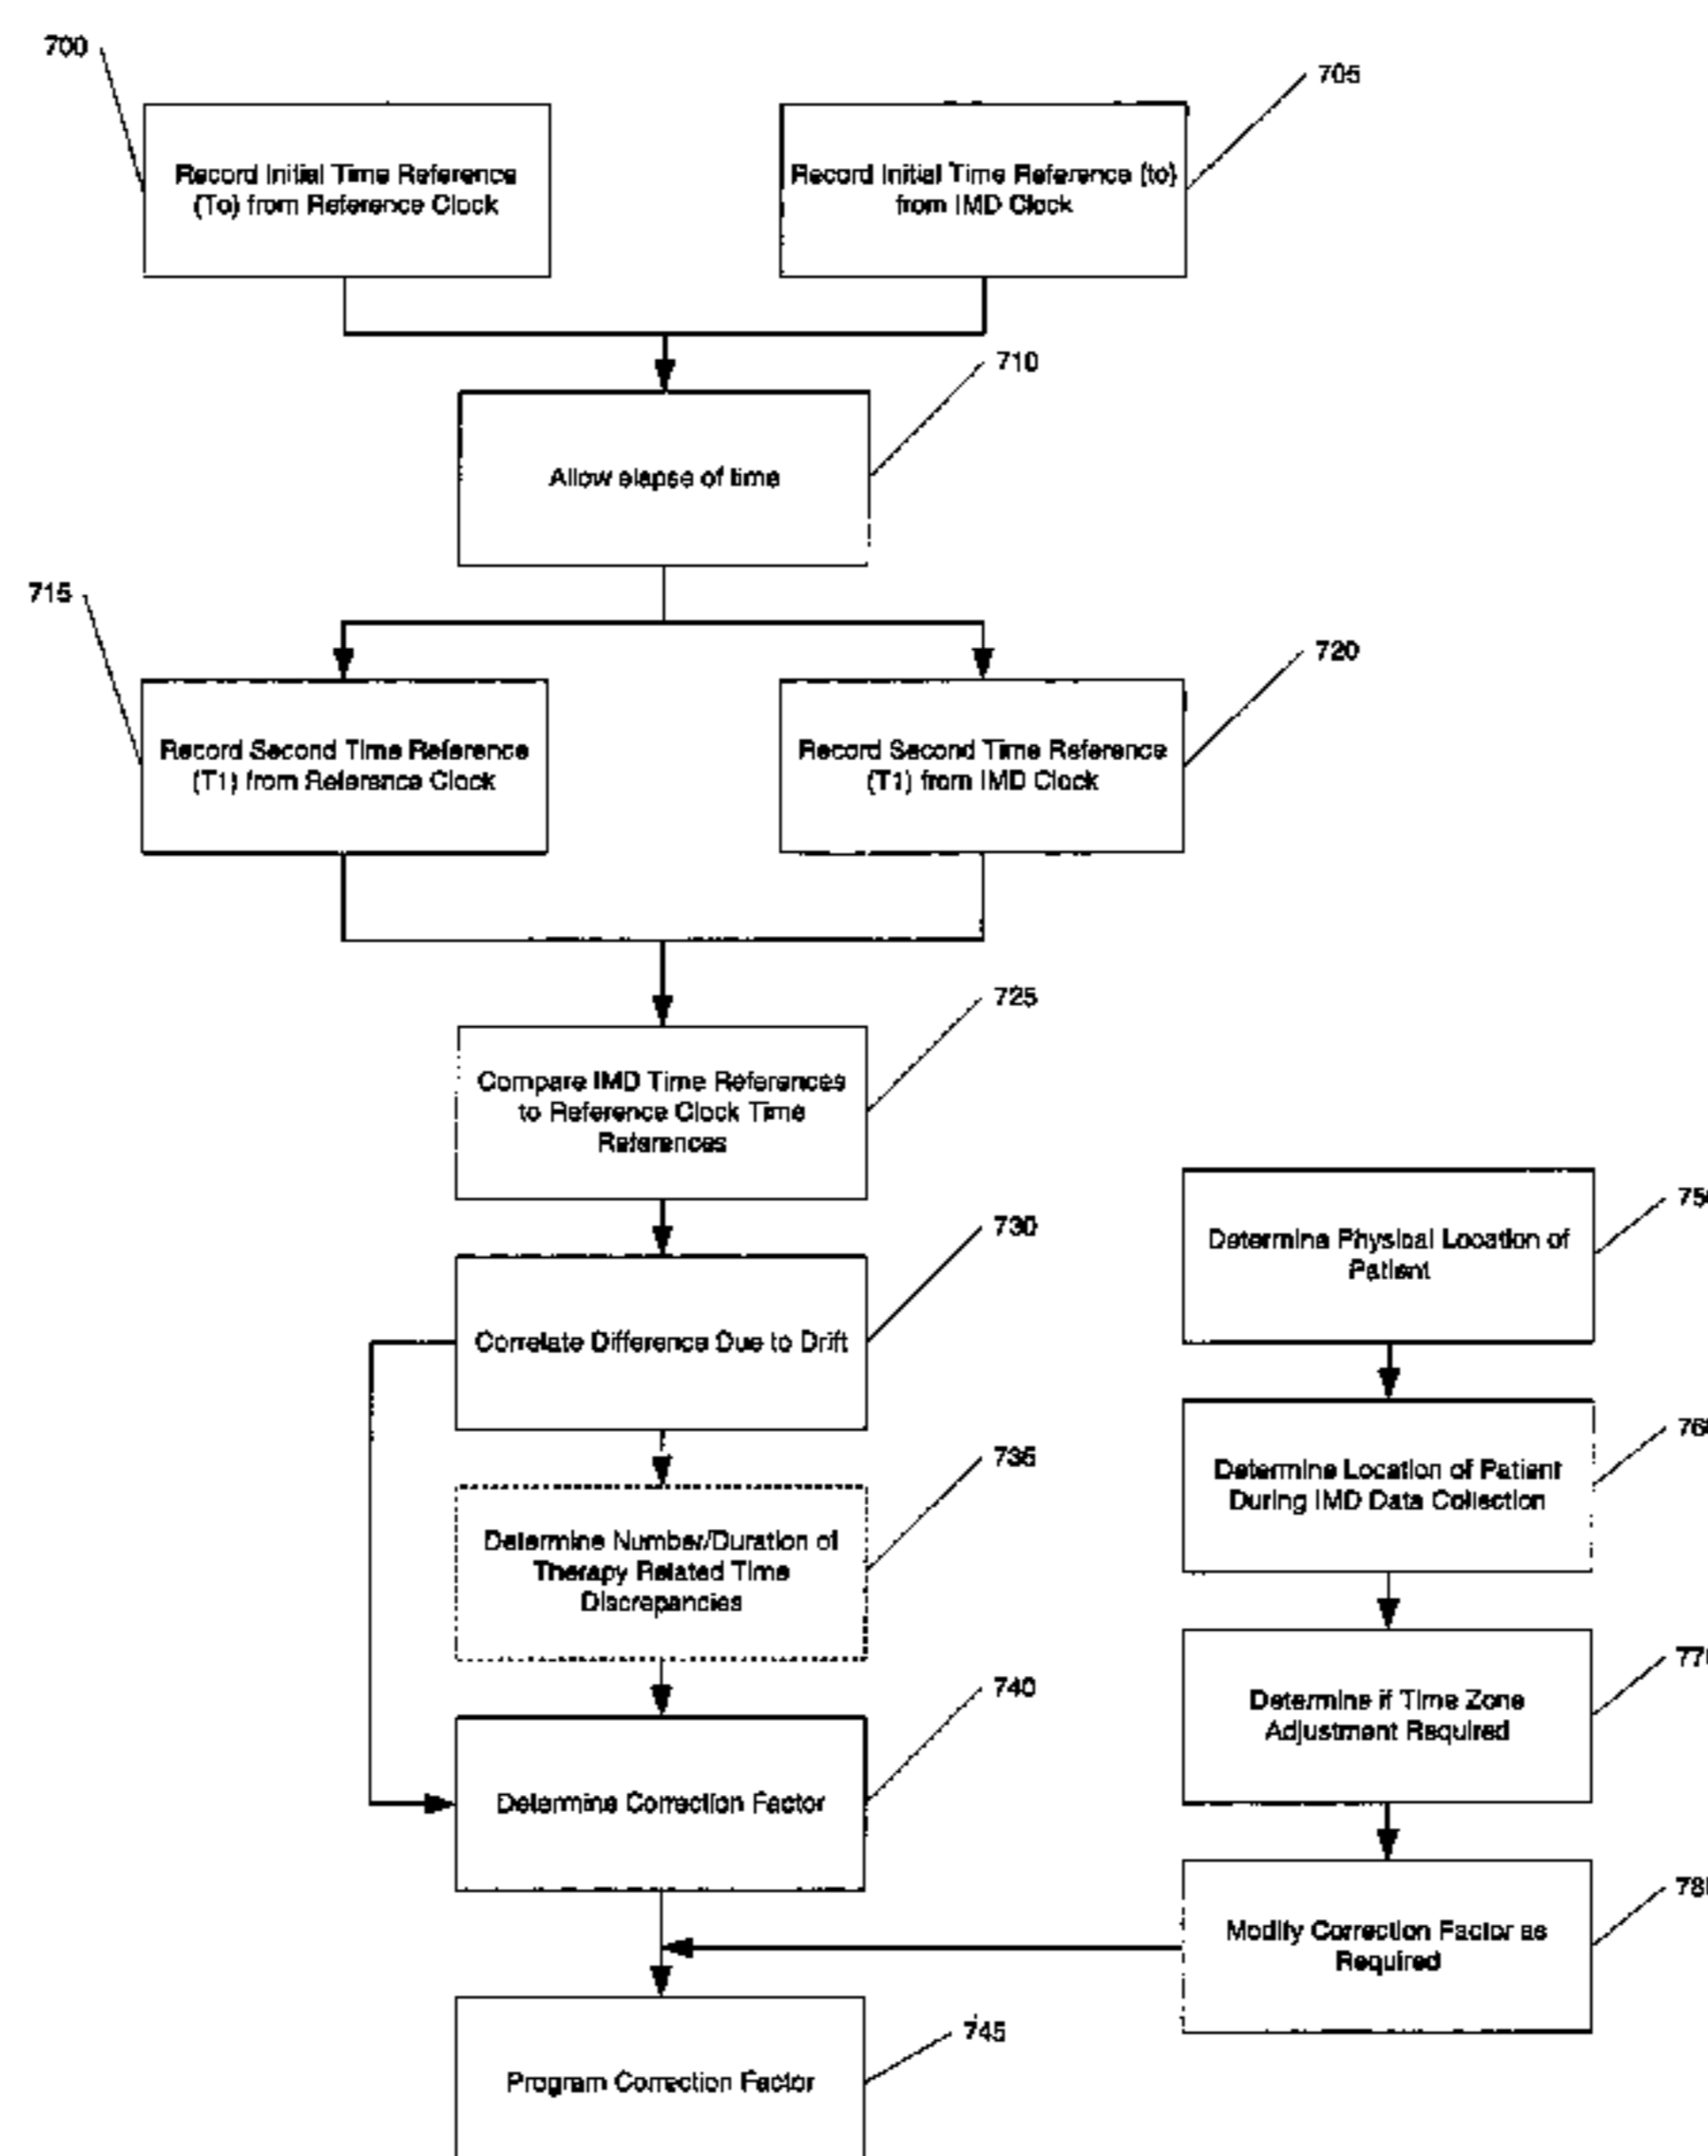 700
705
Record Initial Time Reference
(To) from Reference Clock
Record Initial Time Reference (to)
from IMD Clock
710
Allow elapse of time
715
720
Record Second Time Reference
(T1) from Reference Clock
Record Second Time Reference
(T1) from IMD Clock
725
Compare IMD Time References
to Reference Clock Time
References
730
Determine Physical Location of
Patient
Correlate Difference Due to Drift
735
Determine Location of Patient
During IMD Data Collection
Determine Number/Duration of
Therapy Related Time
Discrepancies
740
Determine if Time Zone
Adjustment Required
Determine Correction Factor
Modify Correction Factor as
Required
745
Program Correction Factor